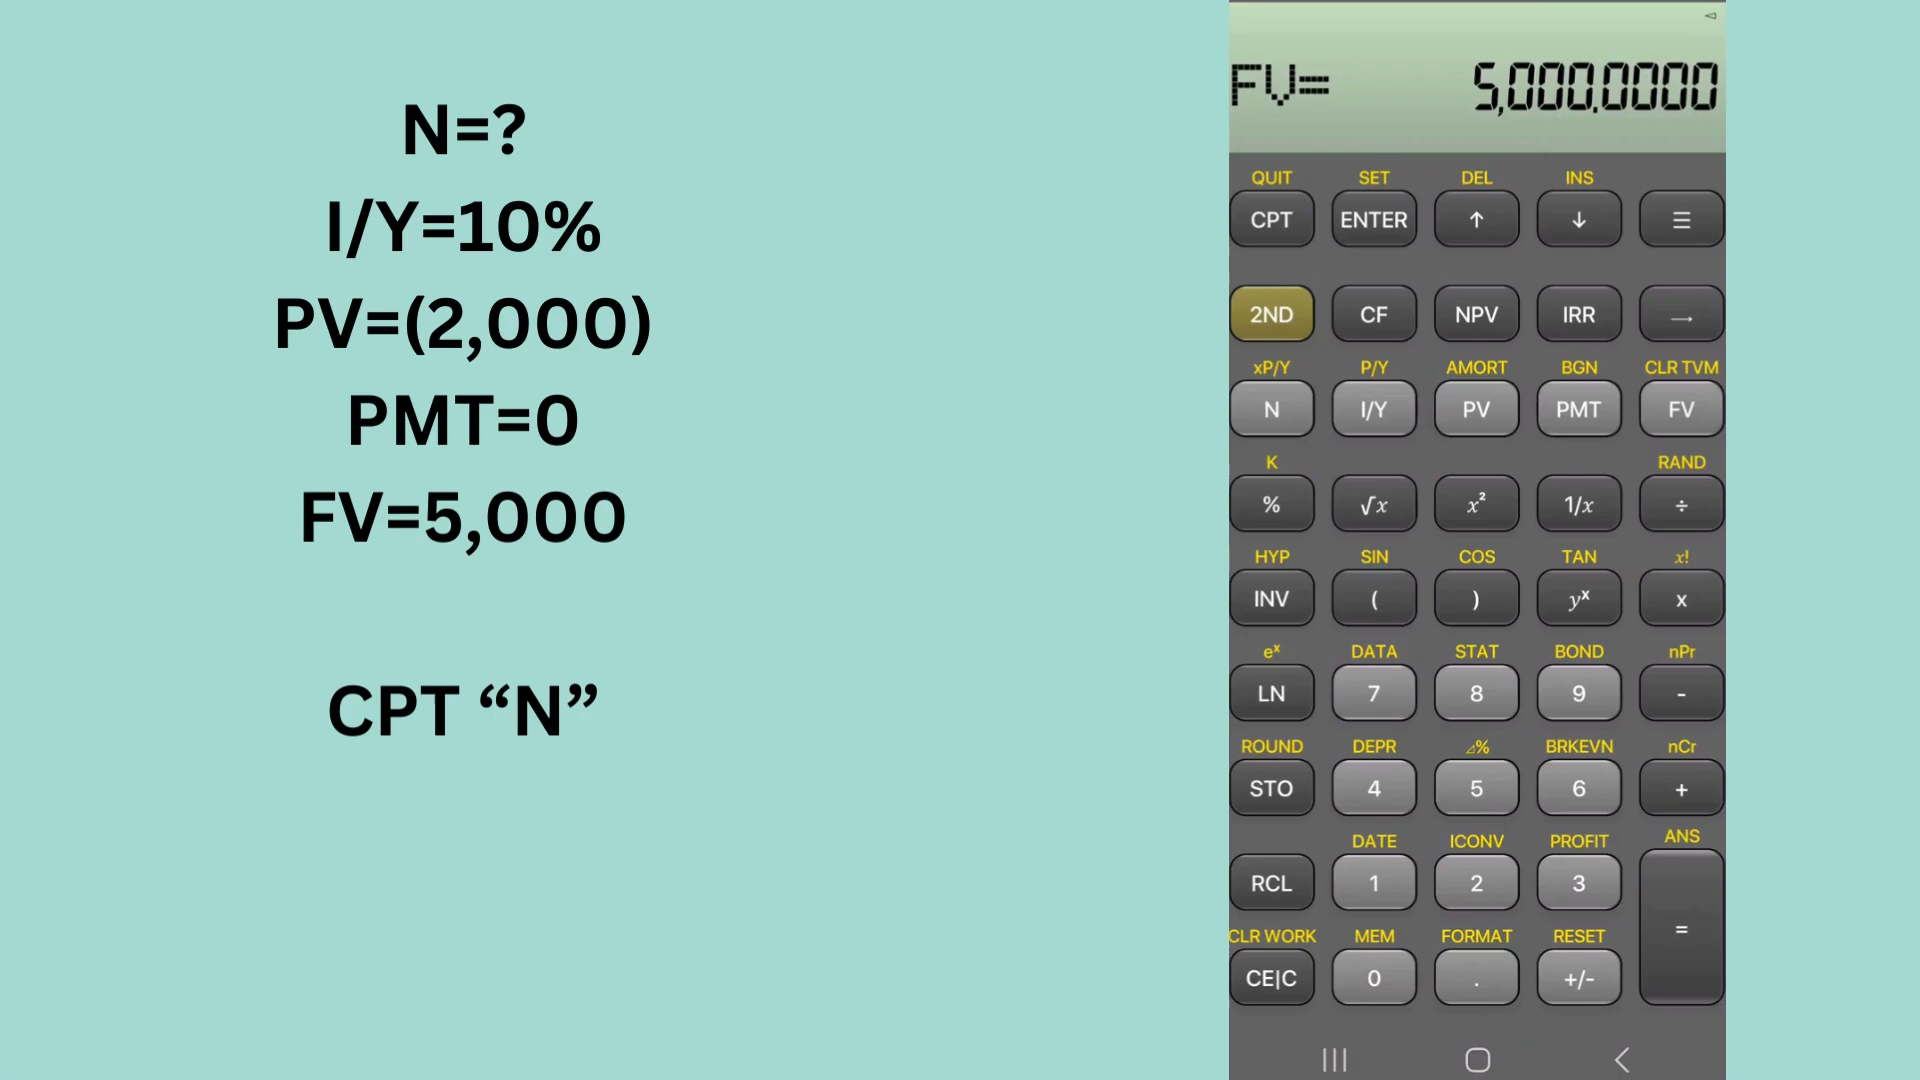 N=?
I/Y=10%
PV=(2,000)
PMT=0
FV=5,000
CPT “N”
FV= 5,000.0000
QUIT SET DEL INS
CPT ENTER ↑ ↓ ☰
2ND CF NPV IRR →
xP/Y P/Y AMORT BGN CLR TVM
N I/Y PV PMT FV
K RAND
% √x x² 1/x ÷
HYP SIN COS TAN x!
INV ( ) yˣ x
eˣ DATA STAT BOND nPr
LN 7 8 9 -
ROUND DEPR ⊿% BRKEVN nCr
STO 4 5 6 +
DATE ICONV PROFIT ANS
RCL 1 2 3 =
CLR WORK MEM FORMAT RESET
CE|C 0 . +/-